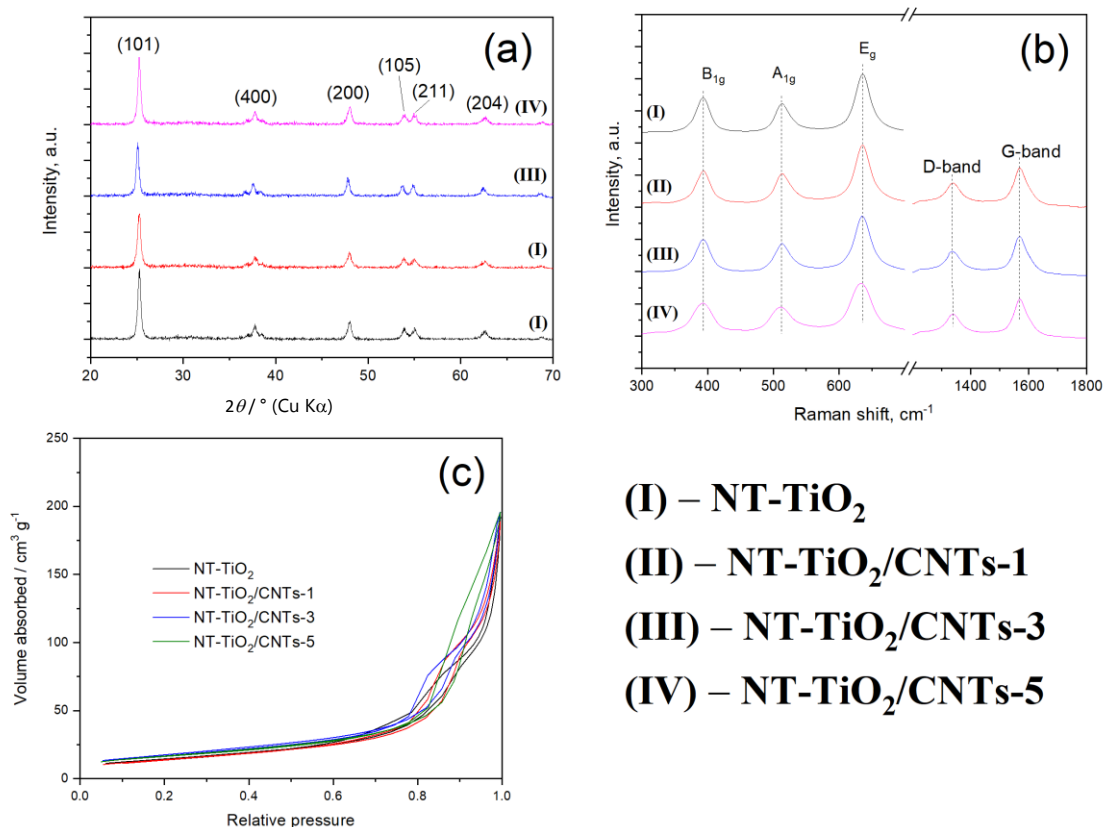 (a)
(101)
(400)
(200)
(105)
(211)
(204)
(IV)
(III)
(I)
(I)
Intensity, a.u.
20 30 40 50 60 70
2θ / ° (Cu Kα)
(b)
B1g
A1g
Eg
D-band
G-band
(I)
(II)
(III)
(IV)
Intensity, a.u.
300 400 500 600 1400 1600 1800
Raman shift, cm-1
(c)
250
200
150
100
50
0
Volume absorbed / cm3 g-1
NT-TiO2
NT-TiO2/CNTs-1
NT-TiO2/CNTs-3
NT-TiO2/CNTs-5
0.0 0.2 0.4 0.6 0.8 1.0
Relative pressure
(I) – NT-TiO2
(II) – NT-TiO2/CNTs-1
(III) – NT-TiO2/CNTs-3
(IV) – NT-TiO2/CNTs-5